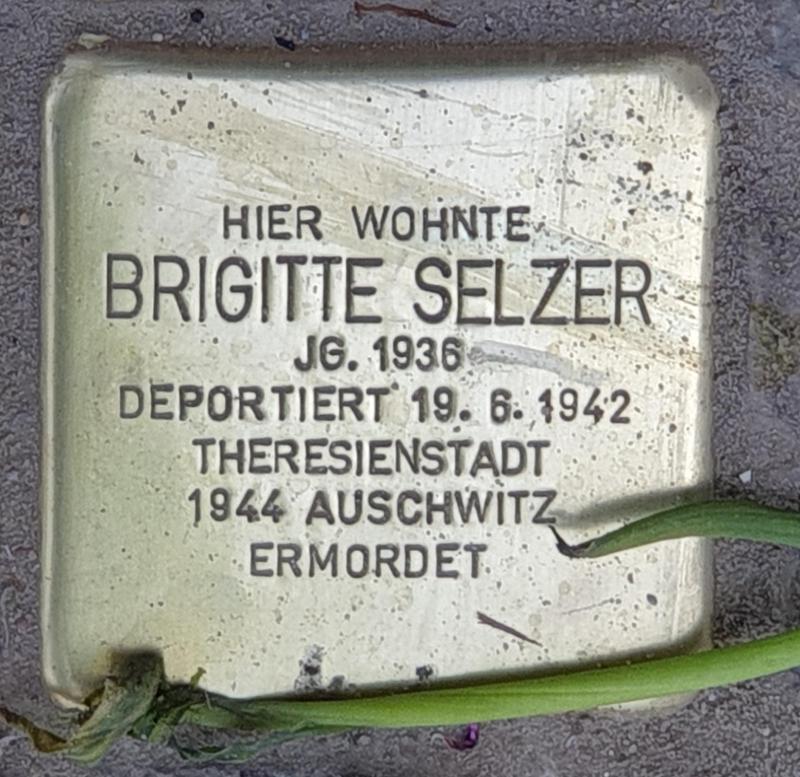 HIER WOHNTE
BRIGITTE SELZER
JG. 1936
DEPORTIERT 19. 6. 1942
THERESIENSTADT
1944 AUSCHWITZ
ERMORDET